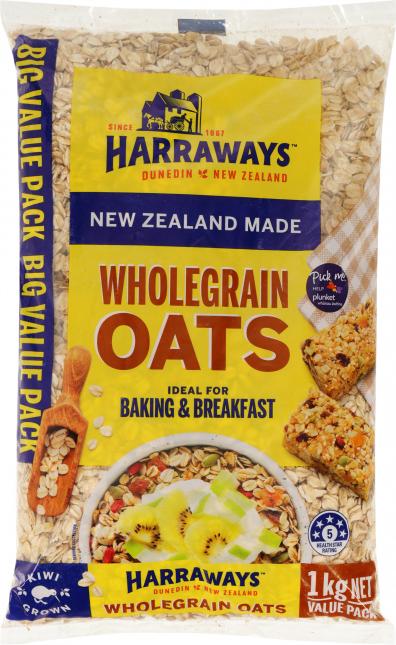 BIG VALUE PACK BIG VALUE PACK
SINCE 1867
HARRAWAYS™
DUNEDIN NEW ZEALAND
NEW ZEALAND MADE
WHOLEGRAIN
OATS
IDEAL FOR
BAKING & BREAKFAST
Pick me
HELP
plunket
5
HEALTH STAR
RATING
KIWI
GROWN
HARRAWAYS™
DUNEDIN NEW ZEALAND
WHOLEGRAIN OATS
1kg NET
VALUE PACK